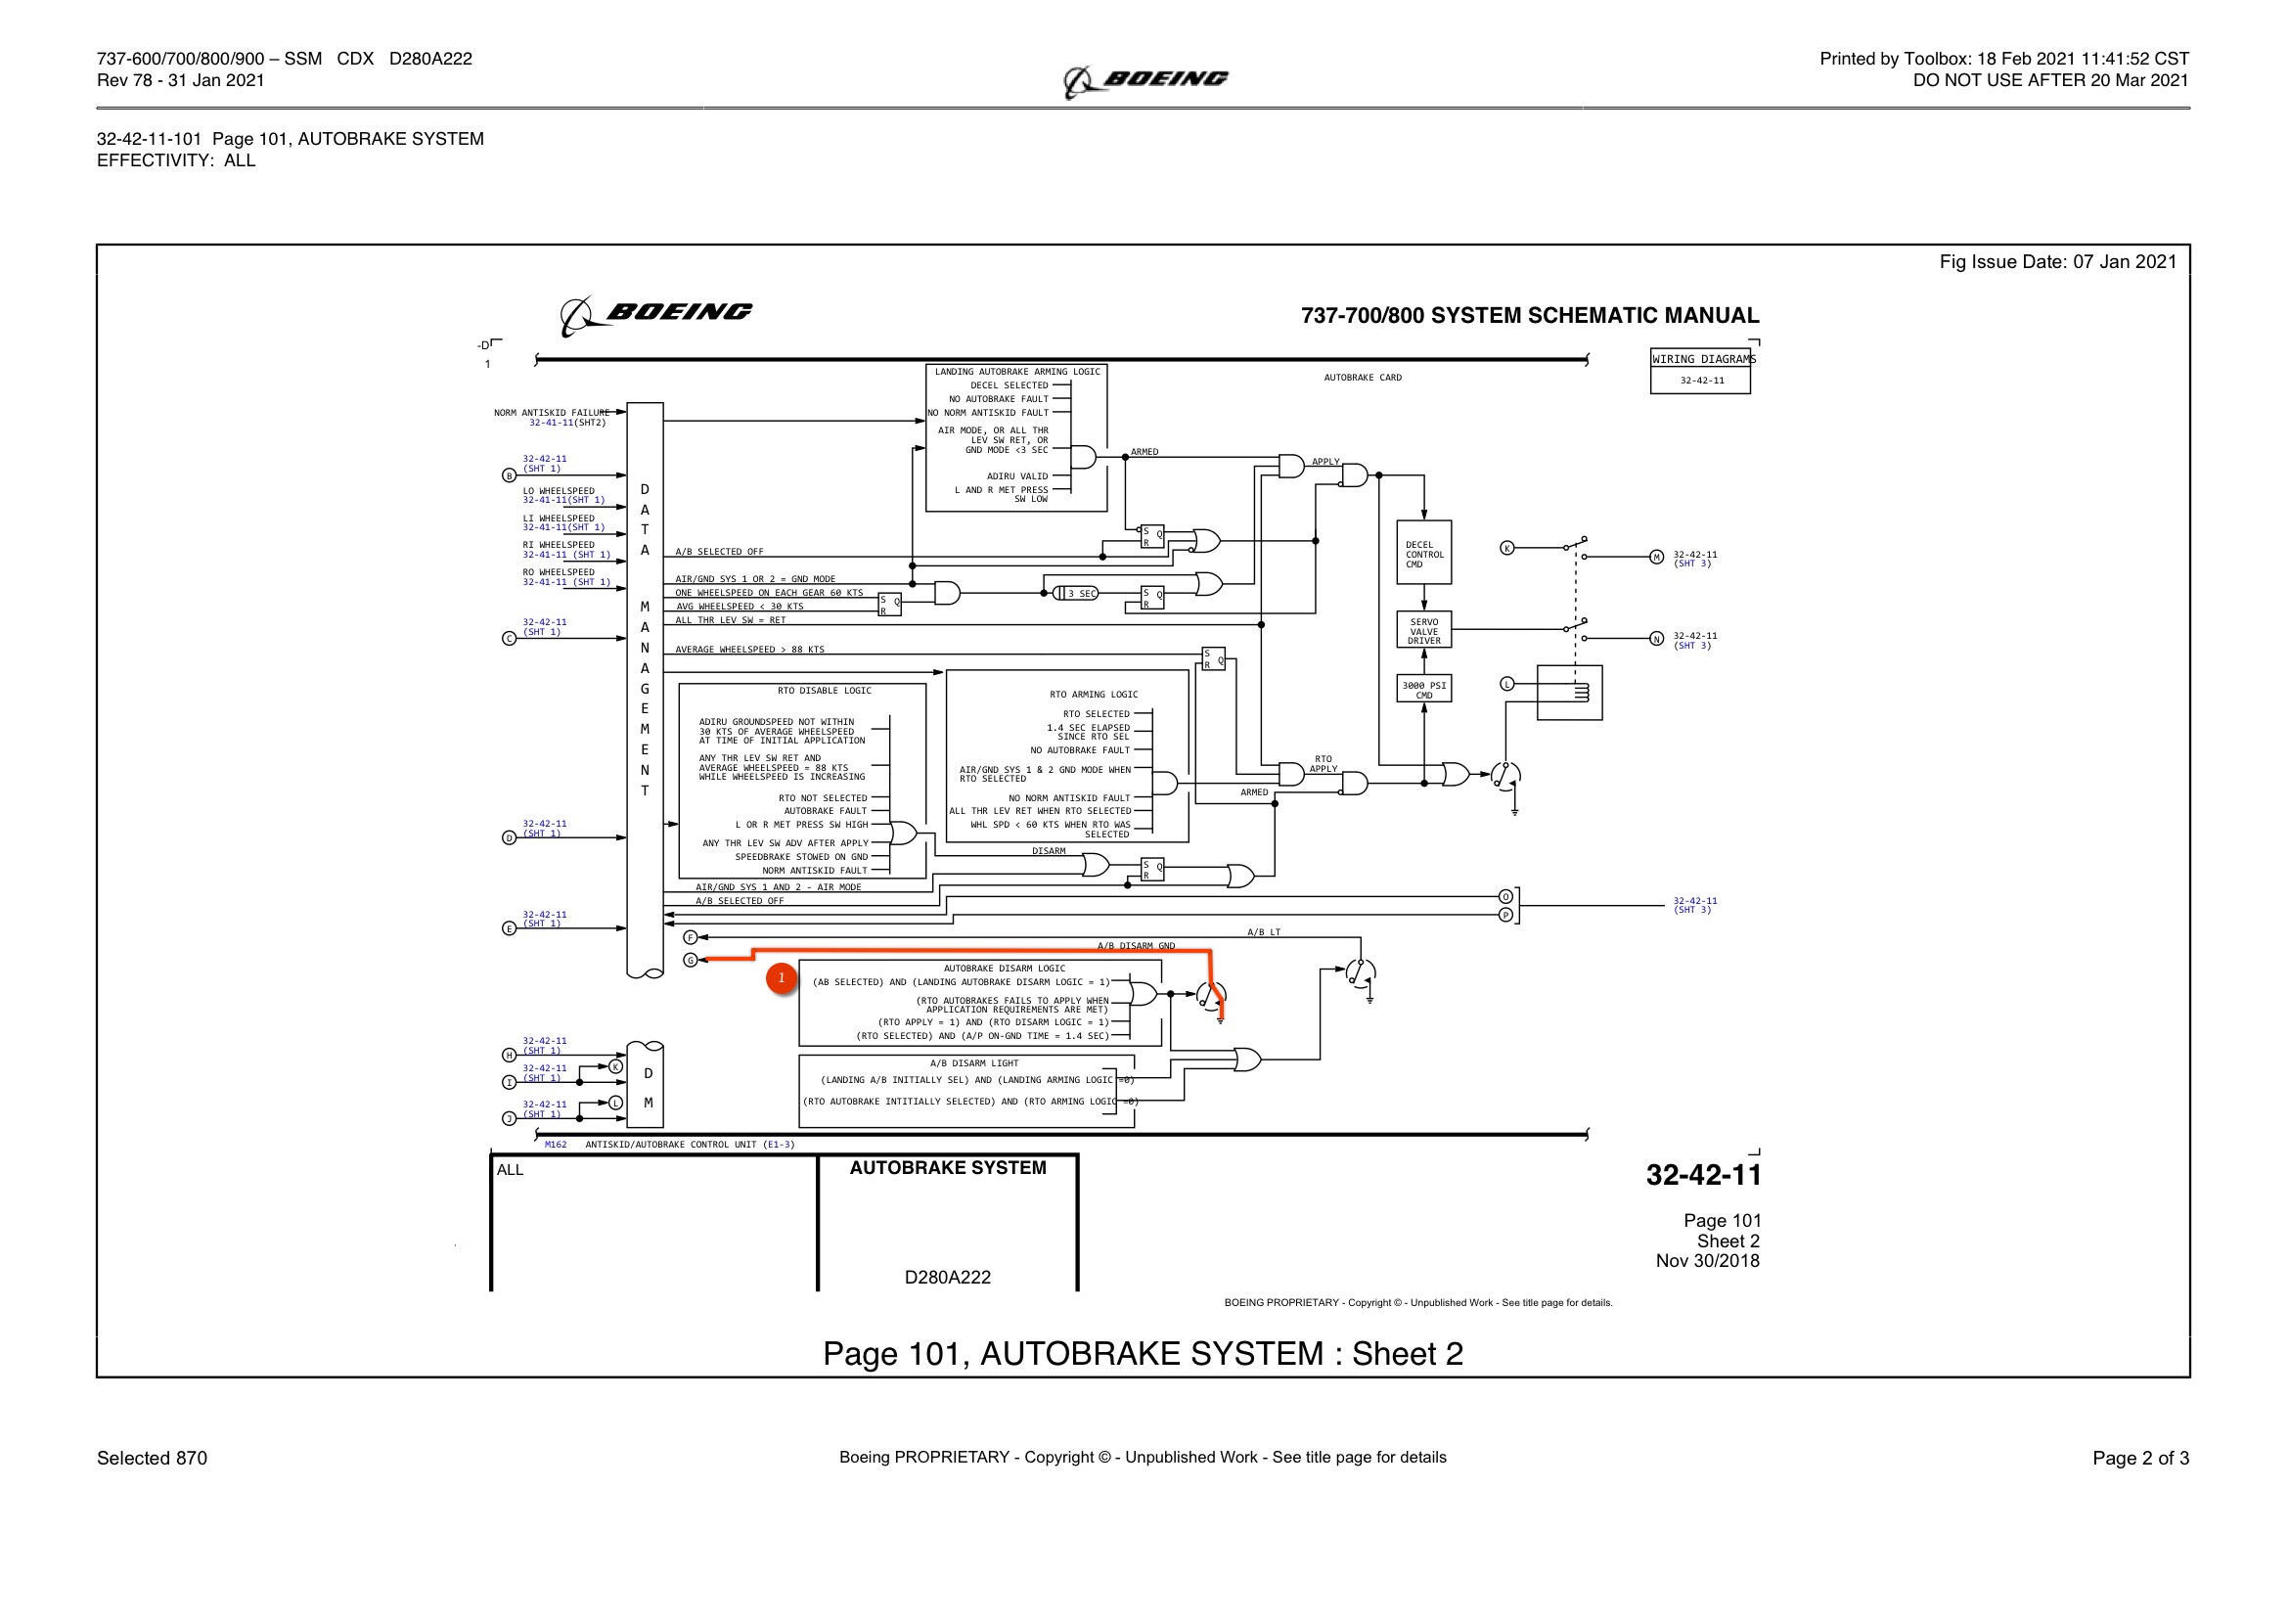 737-600/700/800/900 – SSM   CDX   D280A222
Rev 78 - 31 Jan 2021
BOEING
Printed by Toolbox: 18 Feb 2021 11:41:52 CST
DO NOT USE AFTER 20 Mar 2021
32-42-11-101  Page 101, AUTOBRAKE SYSTEM
EFFECTIVITY:  ALL
Fig Issue Date: 07 Jan 2021
BOEING
737-700/800 SYSTEM SCHEMATIC MANUAL
-D
1
WIRING DIAGRAMS
32-42-11
AUTOBRAKE CARD
LANDING AUTOBRAKE ARMING LOGIC
DECEL SELECTED
NO AUTOBRAKE FAULT
NO NORM ANTISKID FAULT
AIR MODE, OR ALL THR
LEV SW RET, OR
GND MODE <3 SEC
ADIRU VALID
L AND R MET PRESS
SW LOW
ARMED
APPLY
NORM ANTISKID FAILURE
32-41-11(SHT2)
32-42-11
(SHT 1)
B
LO WHEELSPEED
32-41-11(SHT 1)
LI WHEELSPEED
32-41-11(SHT 1)
RI WHEELSPEED
32-41-11 (SHT 1)
RO WHEELSPEED
32-41-11 (SHT 1)
32-42-11
(SHT 1)
C
32-42-11
(SHT 1)
D
32-42-11
(SHT 1)
E
DATA MANAGEMENT
A/B SELECTED OFF
AIR/GND SYS 1 OR 2 = GND MODE
ONE WHEELSPEED ON EACH GEAR 60 KTS
AVG WHEELSPEED < 30 KTS
ALL THR LEV SW = RET
AVERAGE WHEELSPEED > 88 KTS
S Q
R
S Q
R
3 SEC
S Q
R
S Q
R
DECEL
CONTROL
CMD
SERVO
VALVE
DRIVER
3000 PSI
CMD
K
M
32-42-11
(SHT 3)
N
32-42-11
(SHT 3)
L
RTO DISABLE LOGIC
ADIRU GROUNDSPEED NOT WITHIN
30 KTS OF AVERAGE WHEELSPEED
AT TIME OF INITIAL APPLICATION
ANY THR LEV SW RET AND
AVERAGE WHEELSPEED = 88 KTS
WHILE WHEELSPEED IS INCREASING
RTO NOT SELECTED
AUTOBRAKE FAULT
L OR R MET PRESS SW HIGH
ANY THR LEV SW ADV AFTER APPLY
SPEEDBRAKE STOWED ON GND
NORM ANTISKID FAULT
RTO ARMING LOGIC
RTO SELECTED
1.4 SEC ELAPSED
SINCE RTO SEL
NO AUTOBRAKE FAULT
AIR/GND SYS 1 & 2 GND MODE WHEN
RTO SELECTED
NO NORM ANTISKID FAULT
ALL THR LEV RET WHEN RTO SELECTED
WHL SPD < 60 KTS WHEN RTO WAS
SELECTED
RTO
APPLY
ARMED
DISARM
S Q
R
AIR/GND SYS 1 AND 2 - AIR MODE
A/B SELECTED OFF
O
P
32-42-11
(SHT 3)
F
A/B LT
G
A/B DISARM GND
1
AUTOBRAKE DISARM LOGIC
(AB SELECTED) AND (LANDING AUTOBRAKE DISARM LOGIC = 1)
(RTO AUTOBRAKES FAILS TO APPLY WHEN
APPLICATION REQUIREMENTS ARE MET)
(RTO APPLY = 1) AND (RTO DISARM LOGIC = 1)
(RTO SELECTED) AND (A/P ON-GND TIME = 1.4 SEC)
A/B DISARM LIGHT
(LANDING A/B INITIALLY SEL) AND (LANDING ARMING LOGIC =0)
(RTO AUTOBRAKE INTITIALLY SELECTED) AND (RTO ARMING LOGIC =0)
32-42-11
(SHT 1)
H
K
32-42-11
(SHT 1)
I
L
32-42-11
(SHT 1)
J
D
M
M162   ANTISKID/AUTOBRAKE CONTROL UNIT (E1-3)
ALL
AUTOBRAKE SYSTEM
D280A222
32-42-11
Page 101
Sheet 2
Nov 30/2018
BOEING PROPRIETARY - Copyright © - Unpublished Work - See title page for details.
Page 101, AUTOBRAKE SYSTEM : Sheet 2
Selected 870
Boeing PROPRIETARY - Copyright © - Unpublished Work - See title page for details
Page 2 of 3